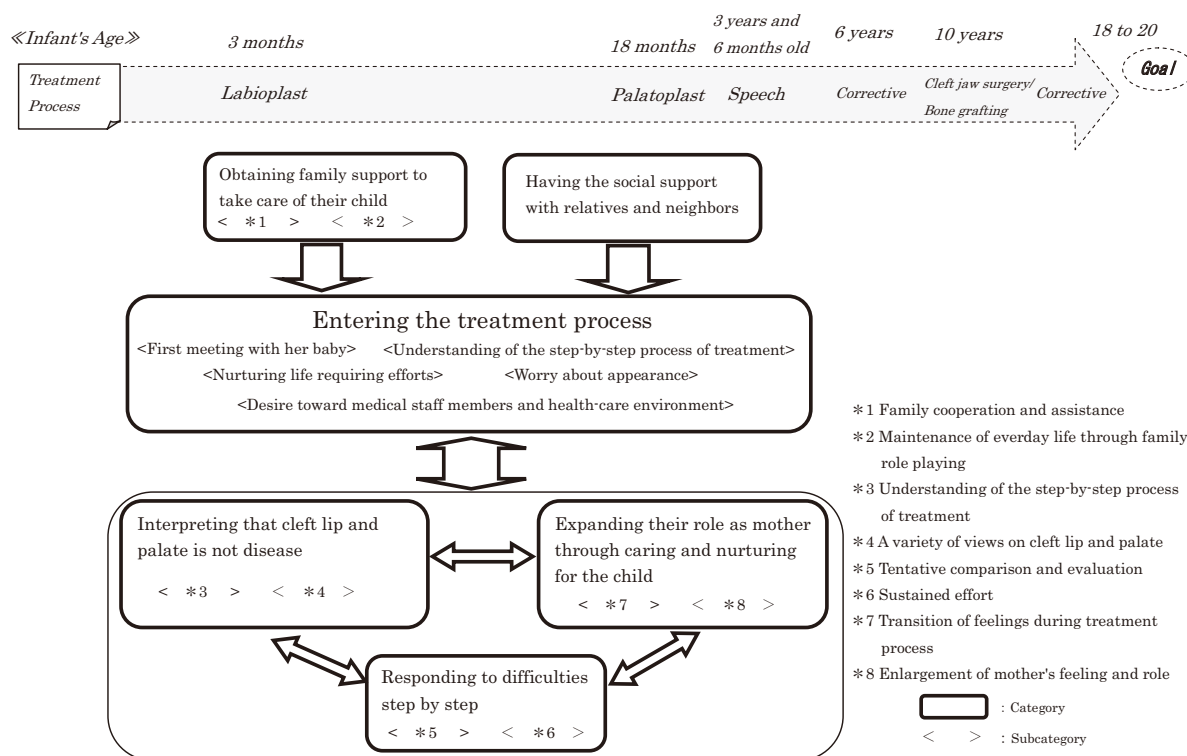 ≪Infant's Age≫
3 months
18 months
3 years and
6 months old
6 years
10 years
18 to 20
Goal
Treatment
Process
Labioplast
Palatoplast
Speech
Corrective
Cleft jaw surgery/
Bone grafting
Corrective
Obtaining family support to
take care of their child
< *1 > < *2 >
Having the social support
with relatives and neighbors
Entering the treatment process
<First meeting with her baby> <Understanding of the step-by-step process of treatment>
<Nurturing life requiring efforts> <Worry about appearance>
<Desire toward medical staff members and health-care environment>
Interpreting that cleft lip and
palate is not disease
< *3 > < *4 >
Expanding their role as mother
through caring and nurturing
for the child
< *7 > < *8 >
Responding to difficulties
step by step
< *5 > < *6 >
*1 Family cooperation and assistance
*2 Maintenance of everday life through family
role playing
*3 Understanding of the step-by-step process
of treatment
*4 A variety of views on cleft lip and palate
*5 Tentative comparison and evaluation
*6 Sustained effort
*7 Transition of feelings during treatment
process
*8 Enlargement of mother's feeling and role
: Category
< > : Subcategory